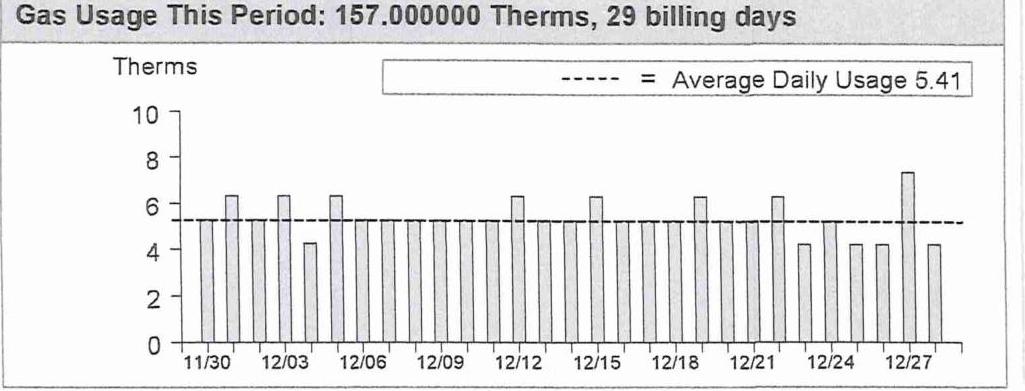 Gas Usage This Period: 157.000000 Therms, 29 billing days
Therms
----- = Average Daily Usage 5.41
10
8
6
4
2
0
11/30 12/03 12/06 12/09 12/12 12/15 12/18 12/21 12/24 12/27